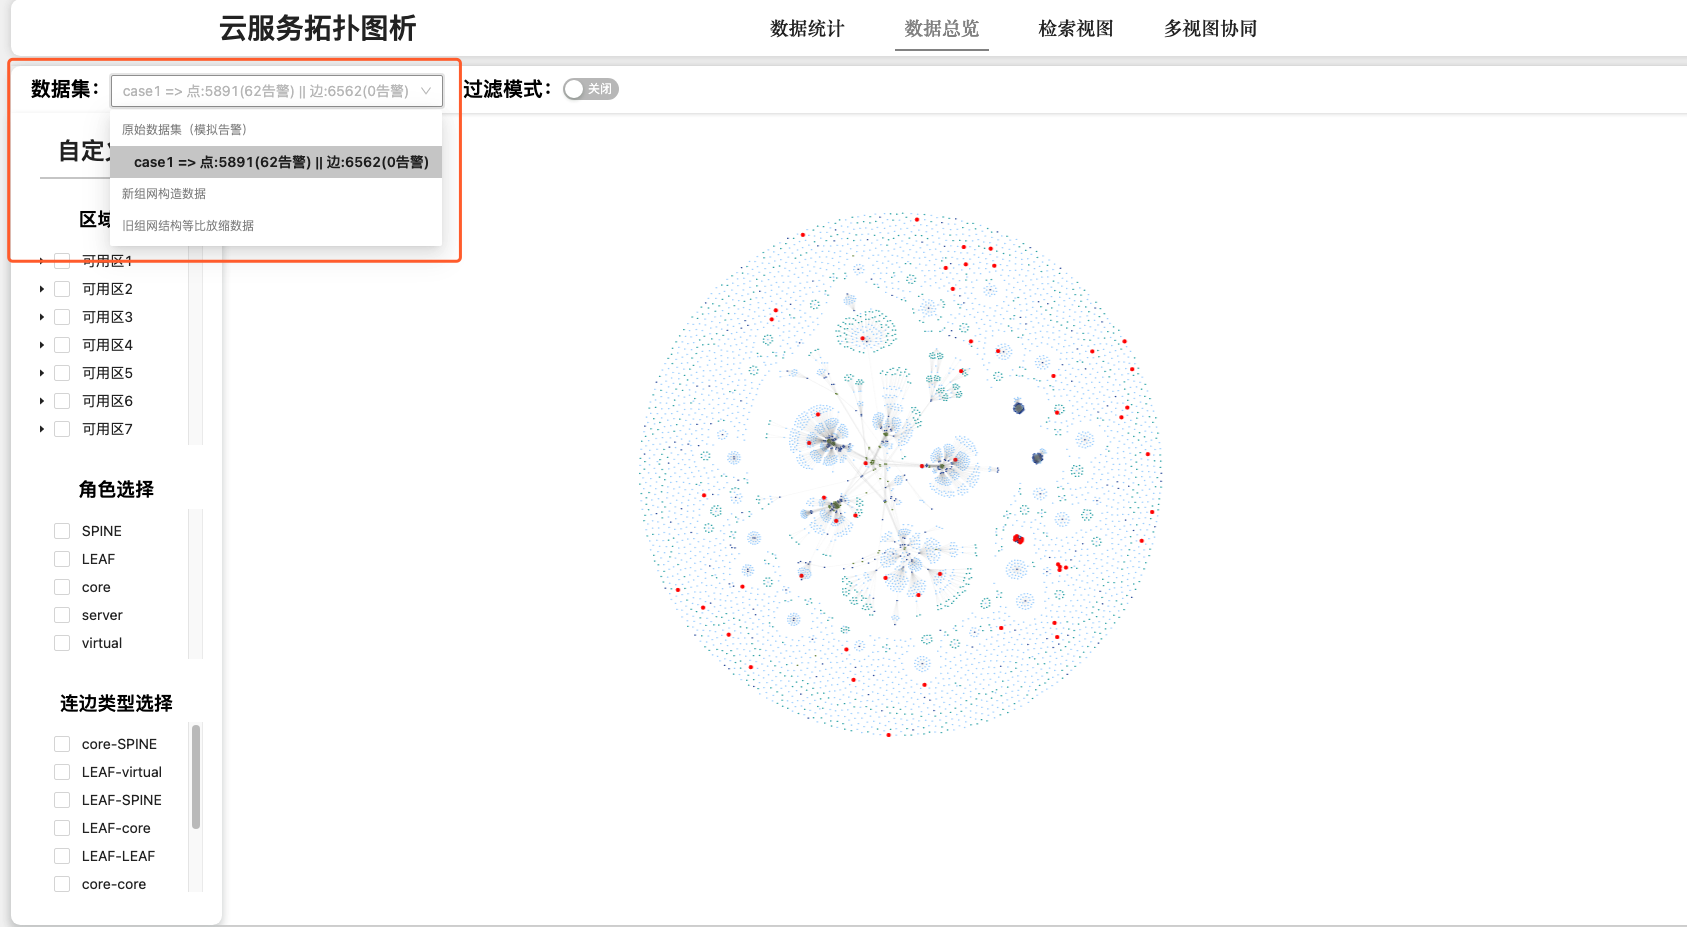 云服务拓扑图析
数据统计
数据总览
检索视图
多视图协同
数据集：
case1 => 点:5891(62告警) || 边:6562(0告警)
过滤模式：
关闭
原始数据集（模拟告警）
case1 => 点:5891(62告警) || 边:6562(0告警)
新组网构造数据
旧组网结构等比放缩数据
自定
区域
可用区1
可用区2
可用区3
可用区4
可用区5
可用区6
可用区7
角色选择
SPINE
LEAF
core
server
virtual
连边类型选择
core-SPINE
LEAF-virtual
LEAF-SPINE
LEAF-core
LEAF-LEAF
core-core